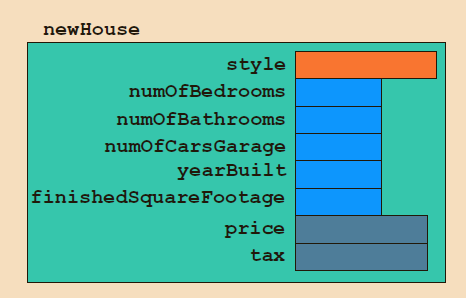 newHouse
style
numOfBedrooms
numOfBathrooms
numOfCarsGarage
yearBuilt
finishedSquareFootage
price
tax